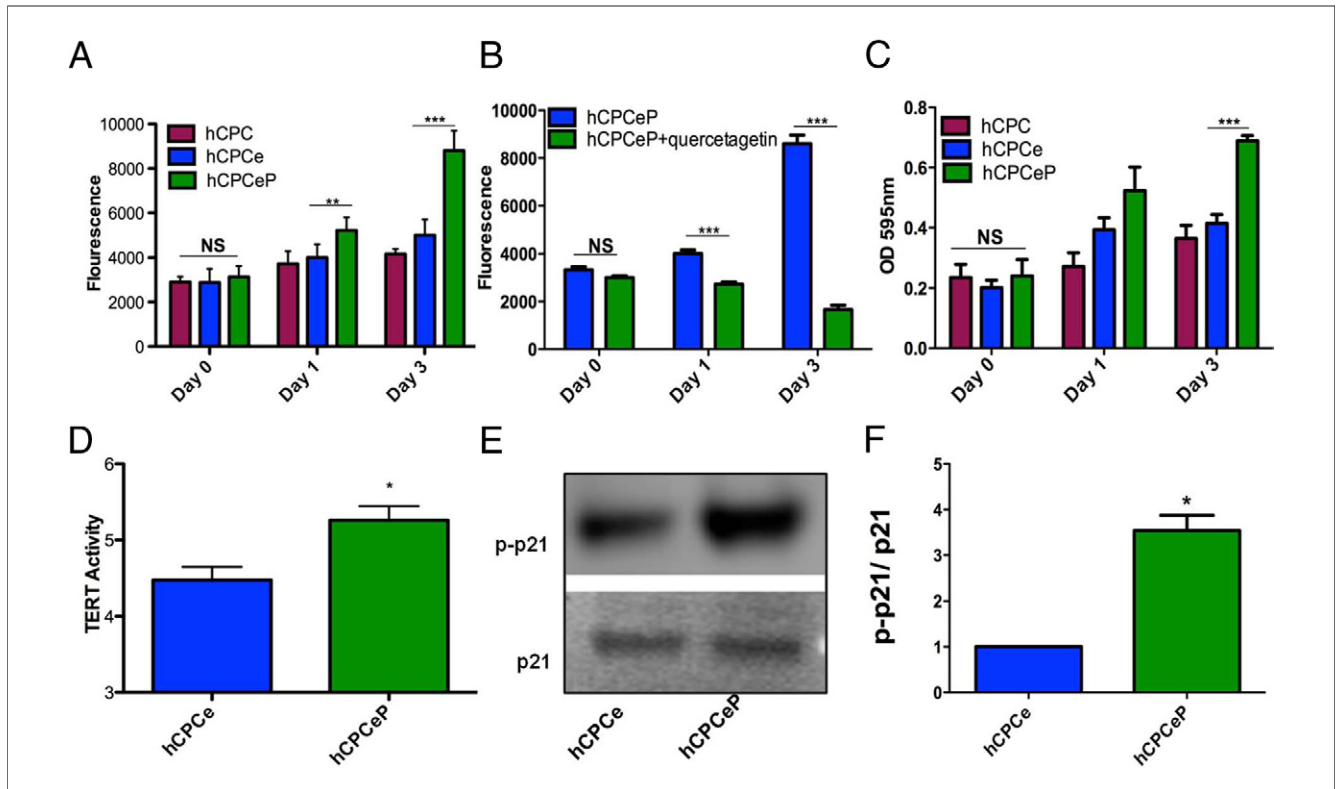 A
Flourescence
10000
8000
6000
4000
2000
0
hCPC
hCPCe
hCPCeP
NS
**
***
Day 0
Day 1
Day 3
B
Fluorescence
10000
8000
6000
4000
2000
0
hCPCeP
hCPCeP+quercetagetin
NS
***
***
Day 0
Day 1
Day 3
C
OD 595nm
0.8
0.6
0.4
0.2
0.0
hCPC
hCPCe
hCPCeP
NS
***
Day 0
Day 1
Day 3
D
TERT Activity
6
5
4
3
*
hCPCe
hCPCeP
E
p-p21
p21
hCPCe
hCPCeP
F
p-p21/ p21
5
4
3
2
1
0
*
hCPCe
hCPCeP